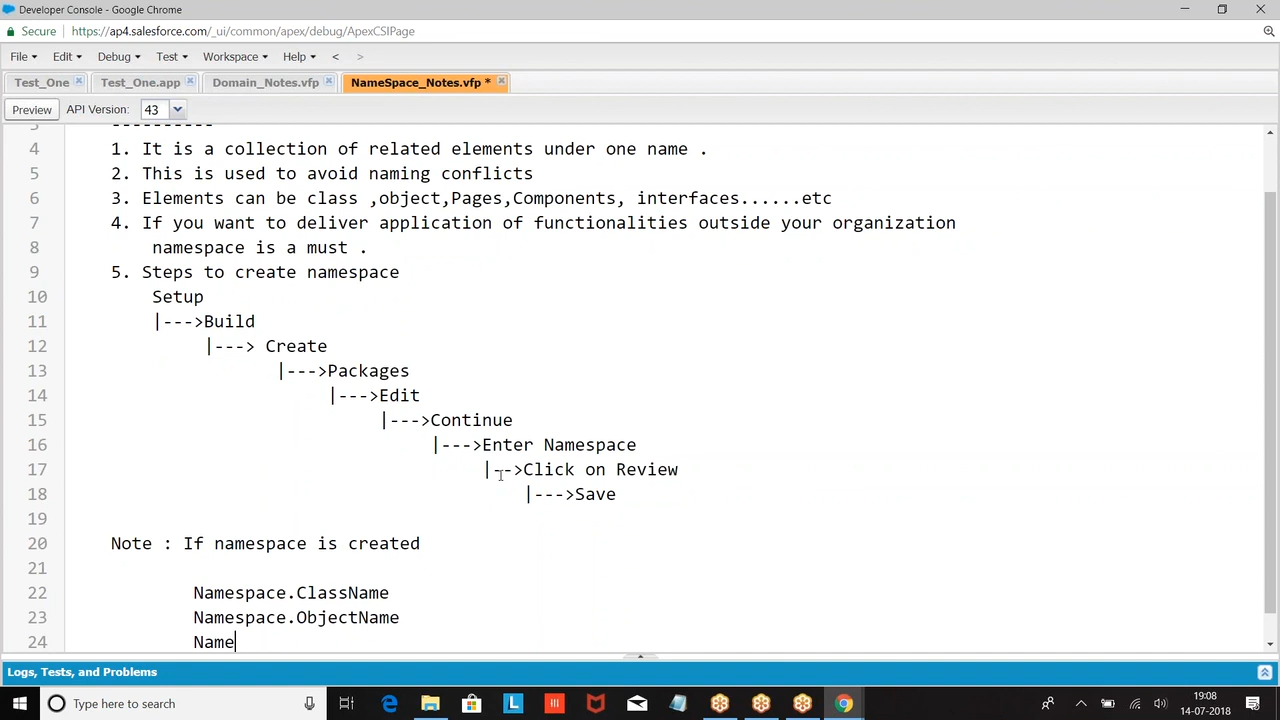 Developer Console - Google Chrome
Secure https://ap4.salesforce.com/_ui/common/apex/debug/ApexCSIPage
File Edit Debug Test Workspace Help < >
Test_One Test_One.app Domain_Notes.vfp NameSpace_Notes.vfp *
Preview API Version: 43
3 ----------
4 1. It is a collection of related elements under one name .
5 2. This is used to avoid naming conflicts
6 3. Elements can be class ,object,Pages,Components, interfaces......etc
7 4. If you want to deliver application of functionalities outside your organization
8 namespace is a must .
9 5. Steps to create namespace
10 Setup
11 |--->Build
12 |---> Create
13 |--->Packages
14 |--->Edit
15 |--->Continue
16 |--->Enter Namespace
17 |-->Click on Review
18 |--->Save
19
20 Note : If namespace is created
21
22 Namespace.ClassName
23 Namespace.ObjectName
24 Name
Logs, Tests, and Problems
Type here to search
19:08
14-07-2018